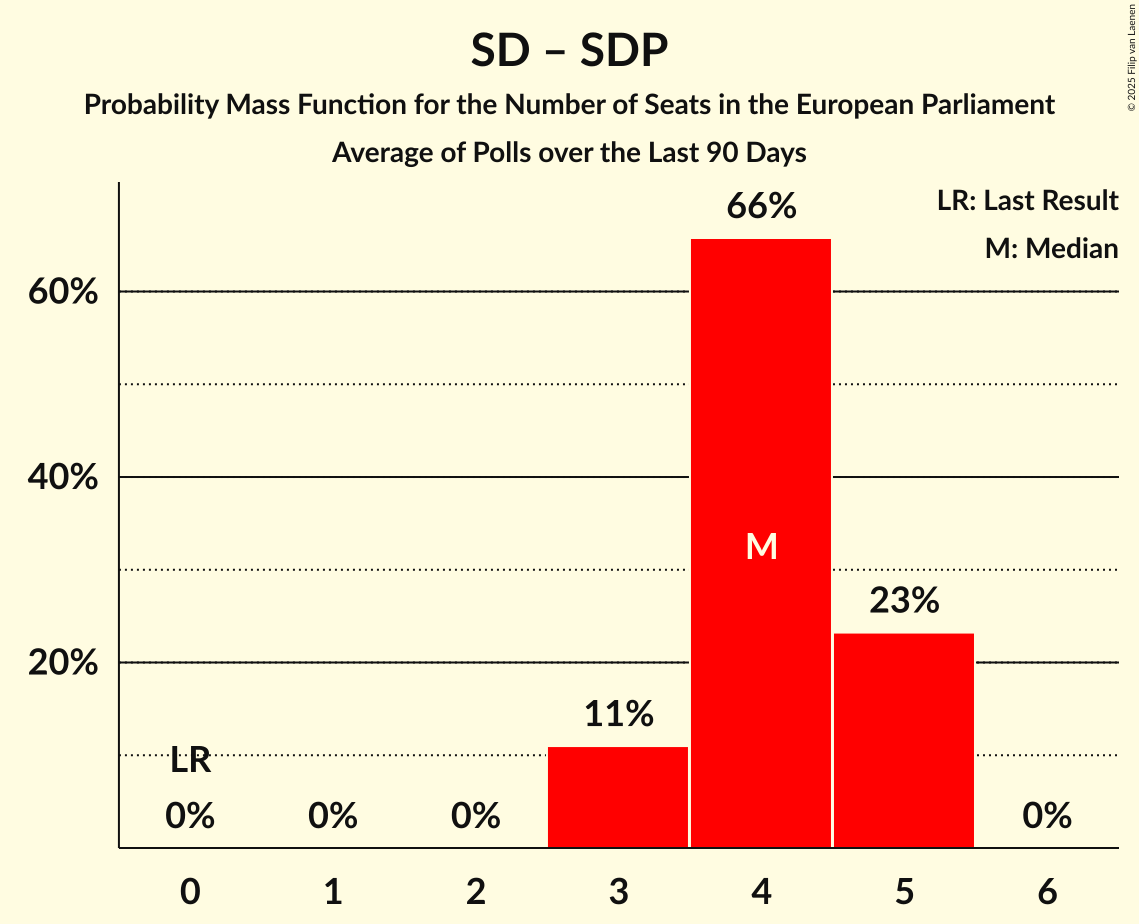 SD – SDP
Probability Mass Function for the Number of Seats in the European Parliament
Average of Polls over the Last 90 Days
© 2025 Filip van Laenen
LR: Last Result
M: Median
66%
60%
40%
M
23%
20%
11%
LR
0%
0%
0%
0%
0
1
2
3
4
5
6